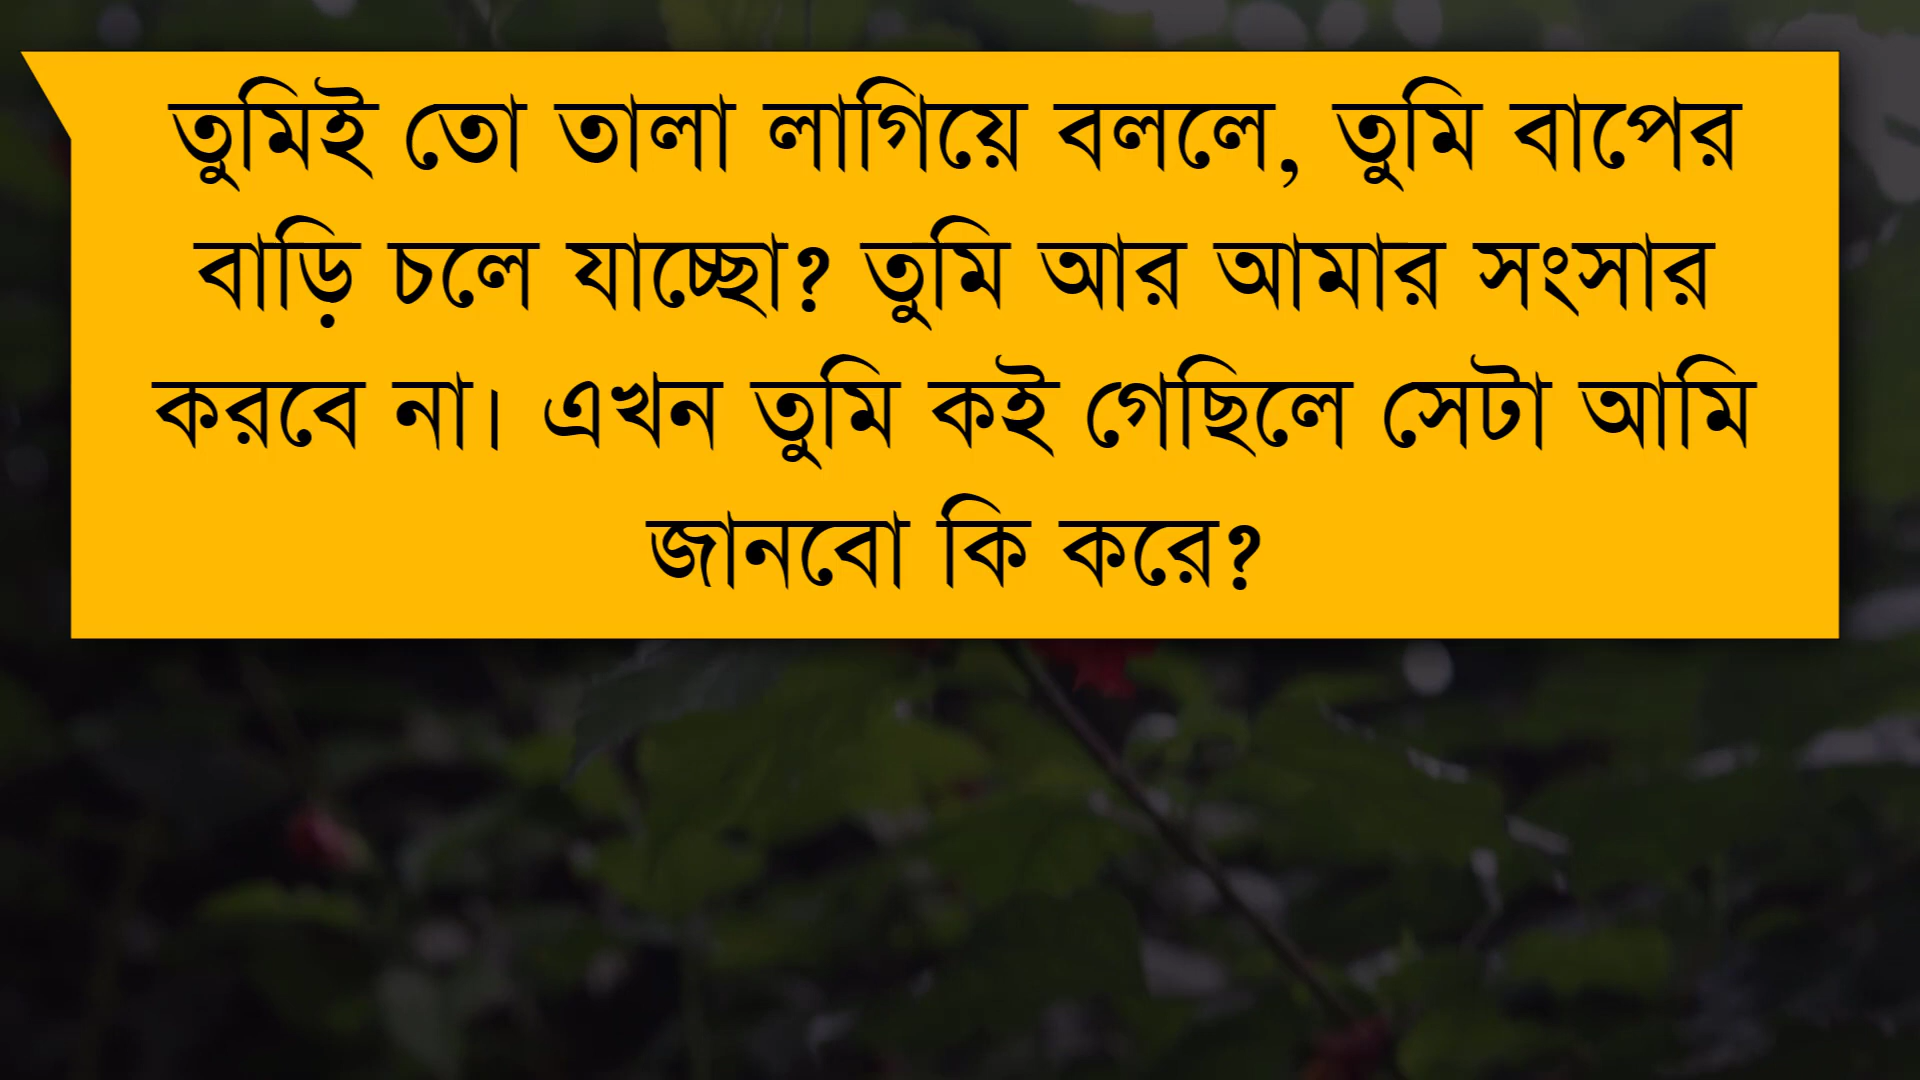 তুমিই তো তালা লাগিয়ে বললে, তুমি বাপের
বাড়ি চলে যাচ্ছো? তুমি আর আমার সংসার
করবে না। এখন তুমি কই গেছিলে সেটা আমি
জানবো কি করে?